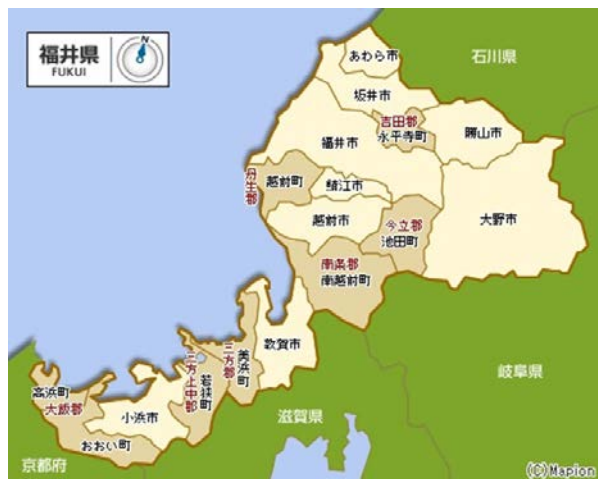 福井県
FUKUI
N
石川県
あわら市
坂井市
吉田郡
永平寺町
勝山市
福井市
丹生郡
越前町
鯖江市
越前市
今立郡
池田町
大野市
南条郡
南越前町
敦賀市
三方郡
美浜町
三方上中郡
若狭町
高浜町
大飯郡
小浜市
おおい町
岐阜県
滋賀県
京都府
(C)Mapion